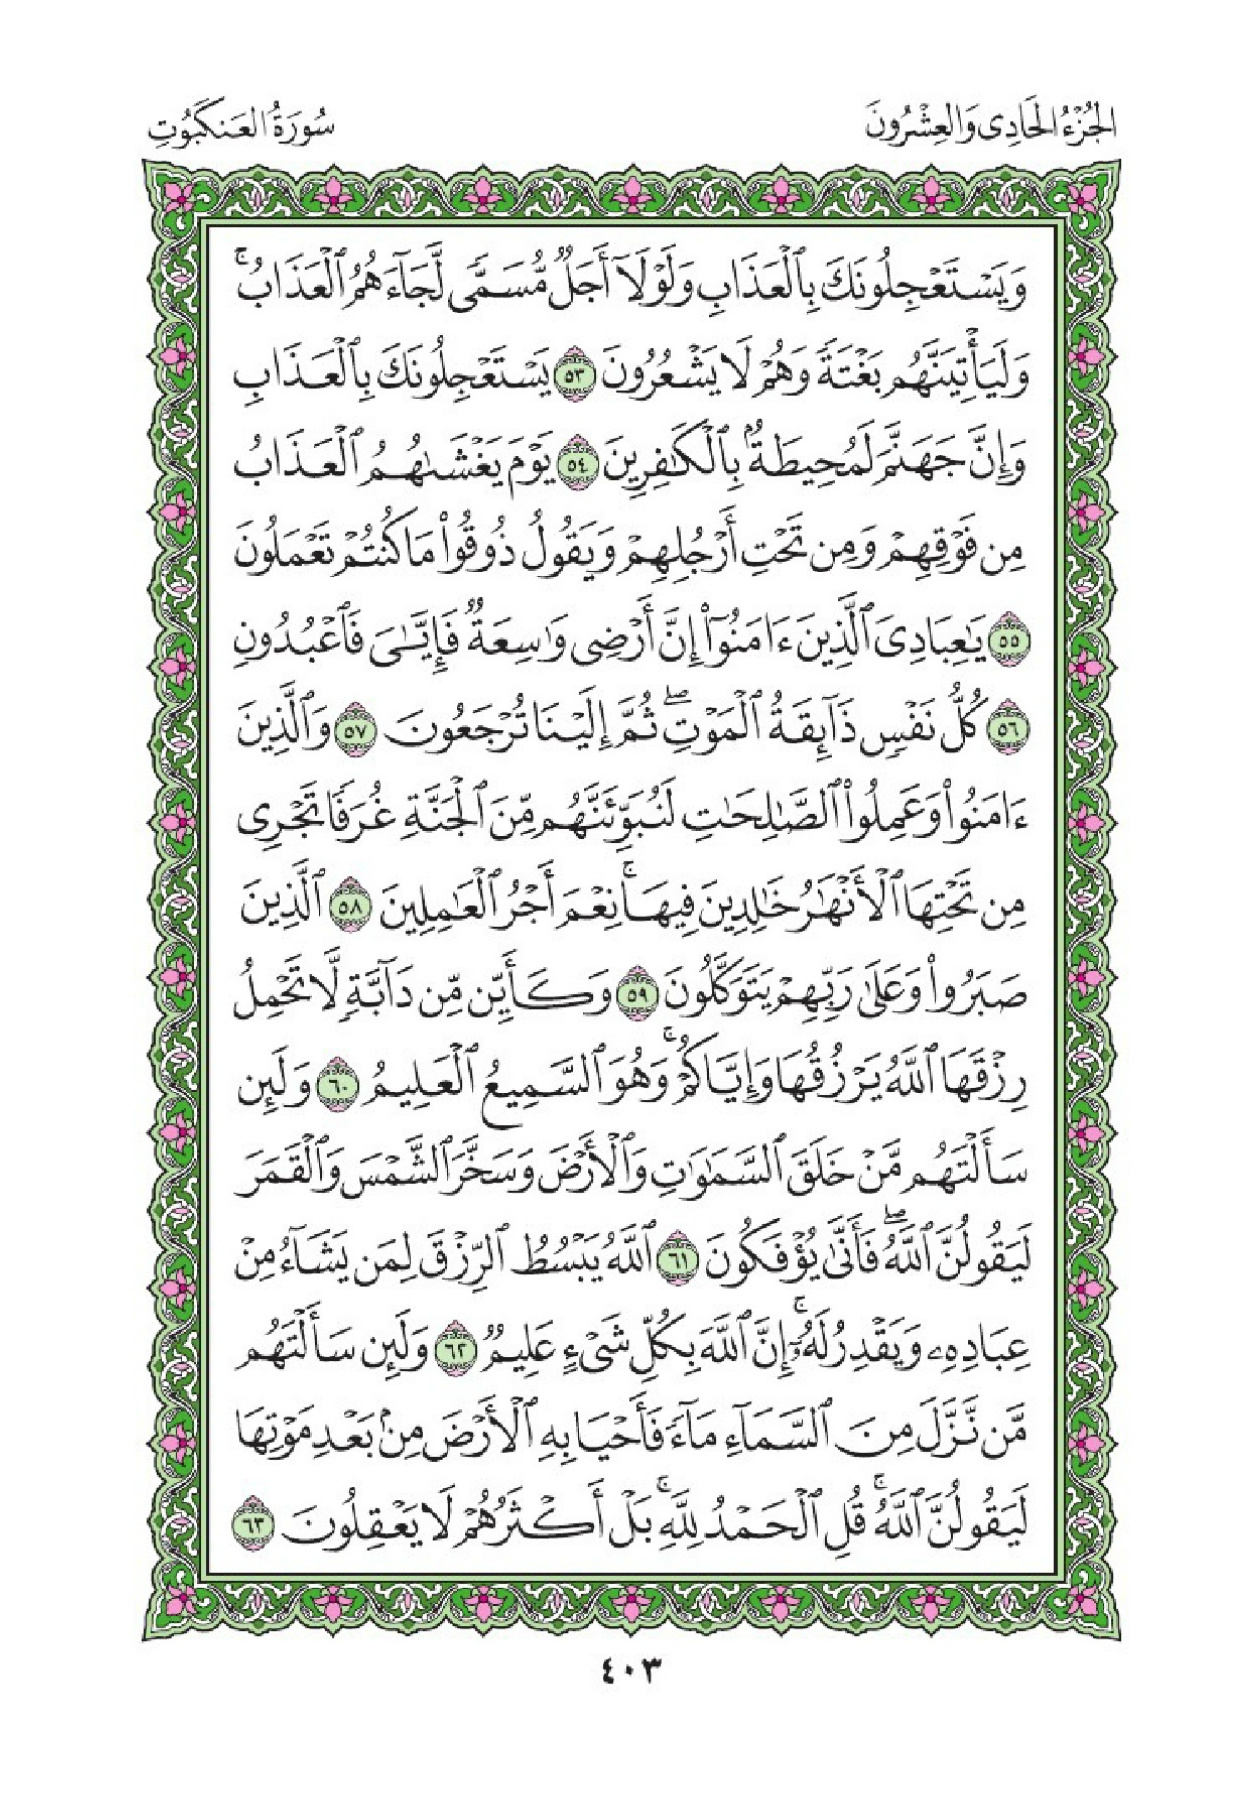 الجُزْءُ الحَادِى وَالعِشْرُونَ
سُورَةُ العَنكَبُوتِ
وَيَسْتَعْجِلُونَكَ بِٱلْعَذَابِ وَلَوْلَآ أَجَلٌ مُّسَمًّى لَّجَآءَهُمُ ٱلْعَذَابُۚ
وَلَيَأْتِيَنَّهُم بَغْتَةً وَهُمْ لَا يَشْعُرُونَ ٥٣ يَسْتَعْجِلُونَكَ بِٱلْعَذَابِ
وَإِنَّ جَهَنَّمَ لَمُحِيطَةٌۢ بِٱلْكَٰفِرِينَ ٥٤ يَوْمَ يَغْشَىٰهُمُ ٱلْعَذَابُ
مِن فَوْقِهِمْ وَمِن تَحْتِ أَرْجُلِهِمْ وَيَقُولُ ذُوقُوا۟ مَا كُنتُمْ تَعْمَلُونَ
٥٥ يَٰعِبَادِىَ ٱلَّذِينَ ءَامَنُوٓا۟ إِنَّ أَرْضِى وَٰسِعَةٌ فَإِيَّٰىَ فَٱعْبُدُونِ
٥٦ كُلُّ نَفْسٍ ذَآئِقَةُ ٱلْمَوْتِۖ ثُمَّ إِلَيْنَا تُرْجَعُونَ ٥٧ وَٱلَّذِينَ
ءَامَنُوا۟ وَعَمِلُوا۟ ٱلصَّٰلِحَٰتِ لَنُبَوِّئَنَّهُم مِّنَ ٱلْجَنَّةِ غُرَفًا تَجْرِى
مِن تَحْتِهَا ٱلْأَنْهَٰرُ خَٰلِدِينَ فِيهَاۚ نِعْمَ أَجْرُ ٱلْعَٰمِلِينَ ٥٨ ٱلَّذِينَ
صَبَرُوا۟ وَعَلَىٰ رَبِّهِمْ يَتَوَكَّلُونَ ٥٩ وَكَأَيِّن مِّن دَآبَّةٍ لَّا تَحْمِلُ
رِزْقَهَا ٱللَّهُ يَرْزُقُهَا وَإِيَّاكُمْۚ وَهُوَ ٱلسَّمِيعُ ٱلْعَلِيمُ ٦٠ وَلَئِن
سَأَلْتَهُم مَّنْ خَلَقَ ٱلسَّمَٰوَٰتِ وَٱلْأَرْضَ وَسَخَّرَ ٱلشَّمْسَ وَٱلْقَمَرَ
لَيَقُولُنَّ ٱللَّهُۖ فَأَنَّىٰ يُؤْفَكُونَ ٦١ ٱللَّهُ يَبْسُطُ ٱلرِّزْقَ لِمَن يَشَآءُ مِنْ
عِبَادِهِۦ وَيَقْدِرُ لَهُۥٓۚ إِنَّ ٱللَّهَ بِكُلِّ شَىْءٍ عَلِيمٌ ٦٢ وَلَئِن سَأَلْتَهُم
مَّن نَّزَّلَ مِنَ ٱلسَّمَآءِ مَآءً فَأَحْيَا بِهِ ٱلْأَرْضَ مِنۢ بَعْدِ مَوْتِهَا
لَيَقُولُنَّ ٱللَّهُۚ قُلِ ٱلْحَمْدُ لِلَّهِۚ بَلْ أَكْثَرُهُمْ لَا يَعْقِلُونَ ٦٣
٤٠٣